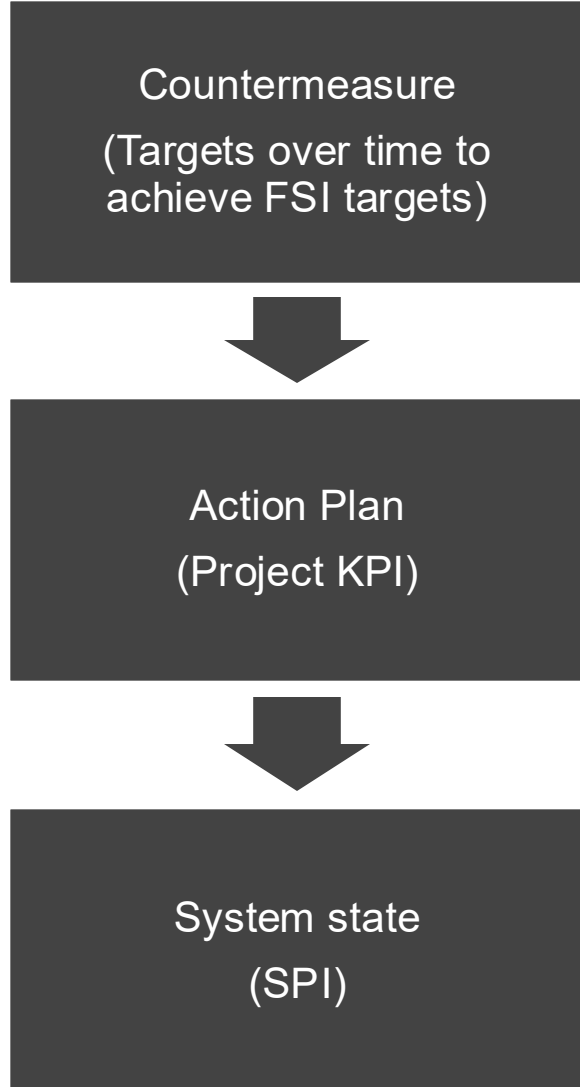 Countermeasure
(Targets over time to
achieve FSI targets)
Action Plan
(Project KPI)
System state
(SPI)